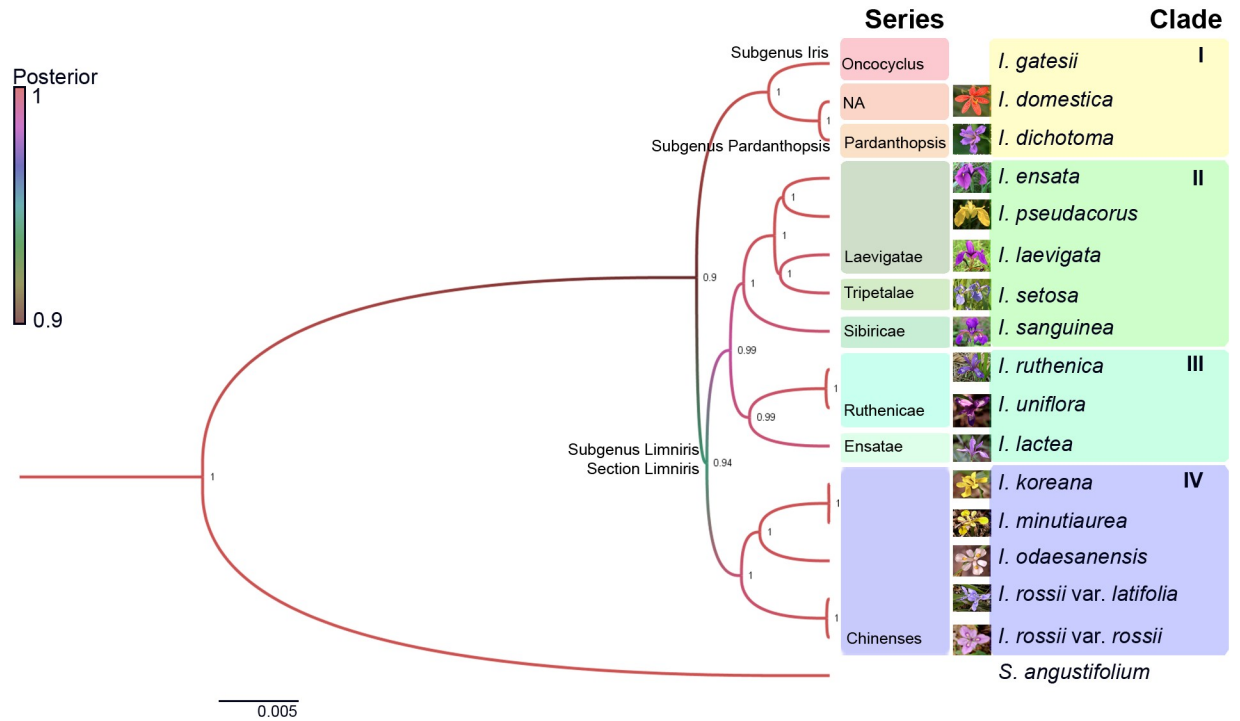 Series
Clade
Posterior
1
0.9
Subgenus Iris
Oncocyclus
I. gatesii
I
1
NA
I. domestica
1
Subgenus Pardanthopsis
Pardanthopsis
I. dichotoma
I. ensata
II
1
I. pseudacorus
1
Laevigatae
I. laevigata
1
0.9
1
Tripetalae
I. setosa
Sibiricae
I. sanguinea
0.99
I. ruthenica
III
1
Ruthenicae
I. uniflora
0.99
Ensatae
I. lactea
Subgenus Limniris
Section Limniris
0.94
1
I. koreana
IV
1
I. minutiaurea
1
I. odaesanensis
1
I. rossii var. latifolia
1
Chinenses
I. rossii var. rossii
S. angustifolium
0.005